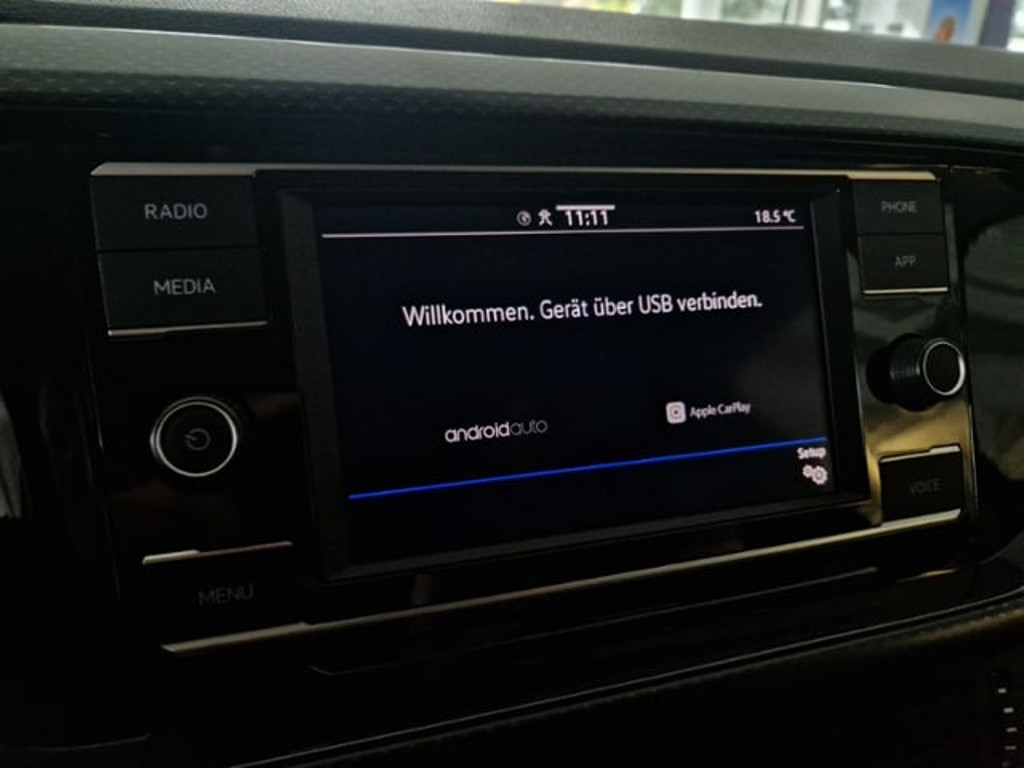 RADIO
MEDIA
11:11
18.5 °C
Willkommen. Gerät über USB verbinden.
androidauto
Apple CarPlay
Setup
PHONE
APP
VOICE
MENU